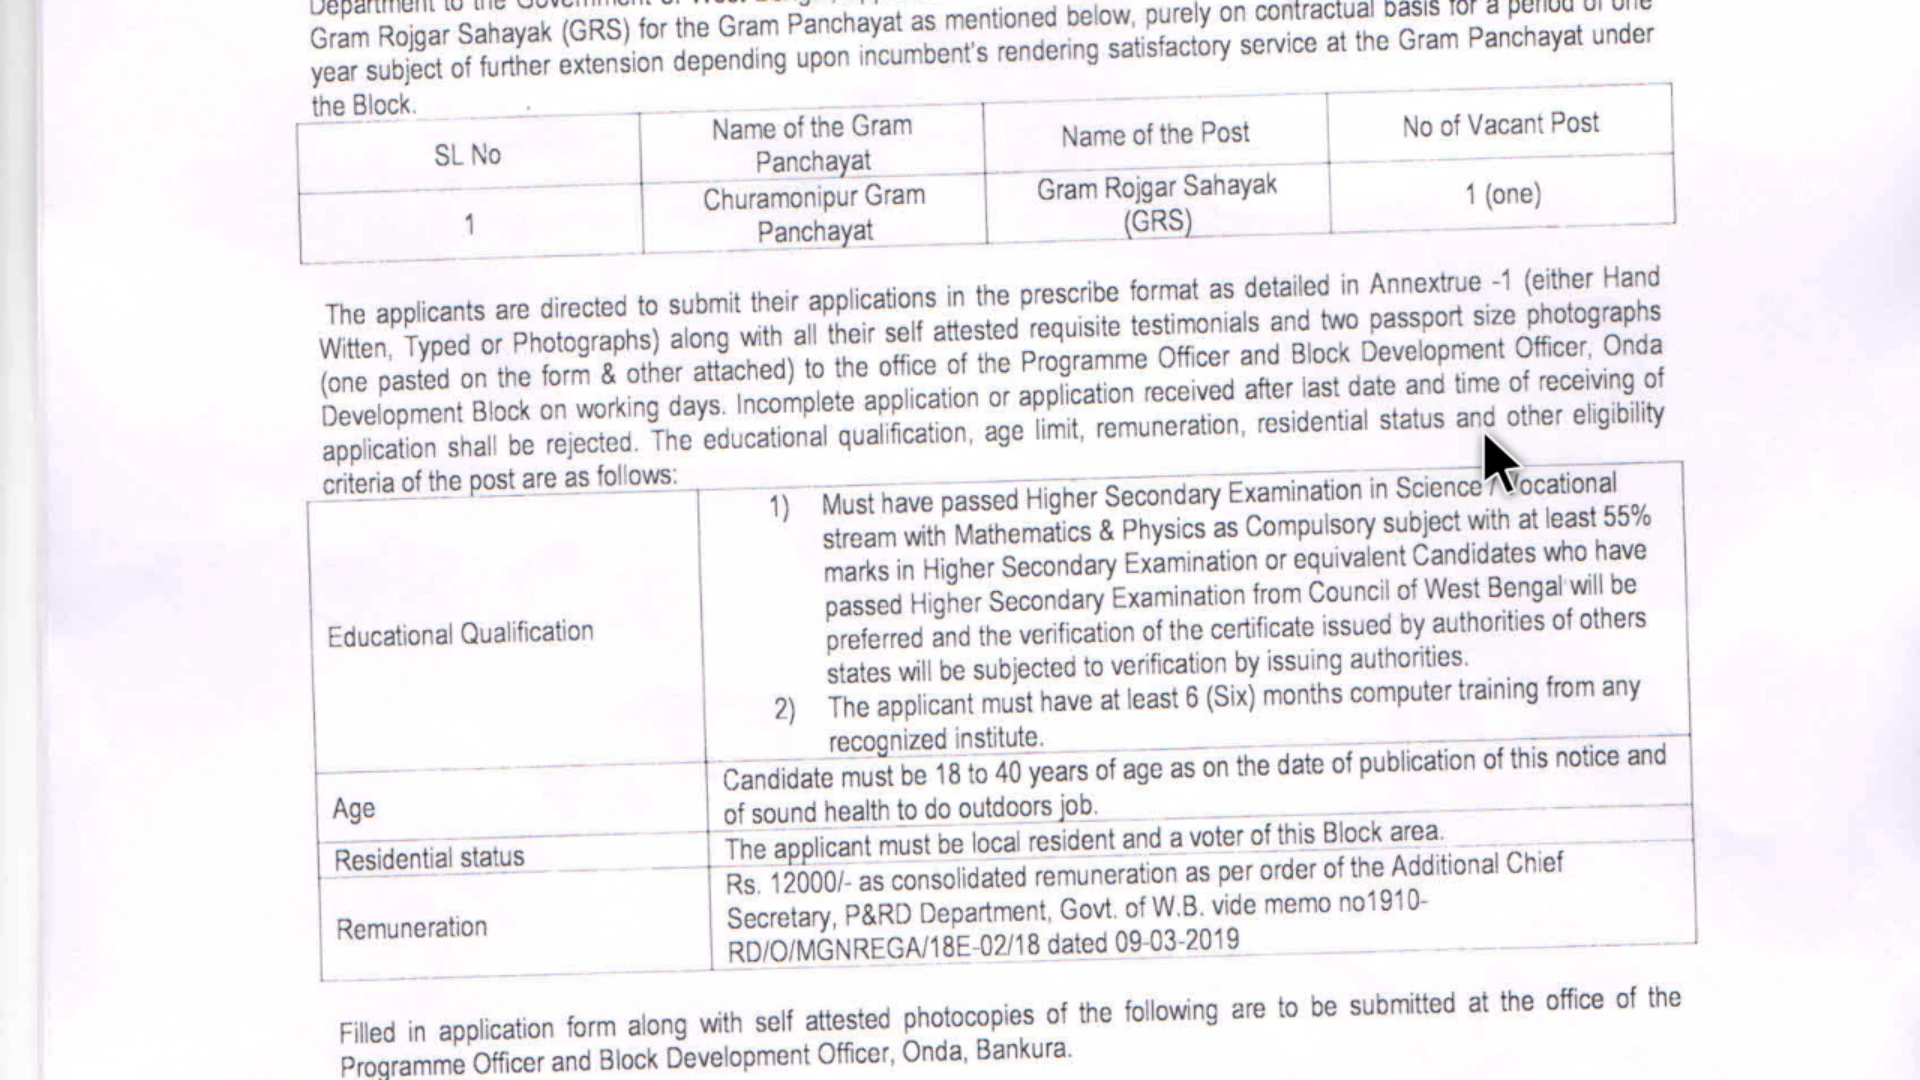 Department to the Government of West
Gram Rojgar Sahayak (GRS) for the Gram Panchayat as mentioned below, purely on contractual basis for a period of one
year subject of further extension depending upon incumbent's rendering satisfactory service at the Gram Panchayat under
the Block.
SL No
Name of the Gram
Panchayat
Name of the Post
No of Vacant Post
1
Churamonipur Gram
Panchayat
Gram Rojgar Sahayak
(GRS)
1 (one)
The applicants are directed to submit their applications in the prescribe format as detailed in Annextrue -1 (either Hand
Witten, Typed or Photographs) along with all their self attested requisite testimonials and two passport size photographs
(one pasted on the form & other attached) to the office of the Programme Officer and Block Development Officer, Onda
Development Block on working days. Incomplete application or application received after last date and time of receiving of
application shall be rejected. The educational qualification, age limit, remuneration, residential status and other eligibility
criteria of the post are as follows:
Educational Qualification
1) Must have passed Higher Secondary Examination in Science / Vocational
stream with Mathematics & Physics as Compulsory subject with at least 55%
marks in Higher Secondary Examination or equivalent Candidates who have
passed Higher Secondary Examination from Council of West Bengal will be
preferred and the verification of the certificate issued by authorities of others
states will be subjected to verification by issuing authorities.
2) The applicant must have at least 6 (Six) months computer training from any
recognized institute.
Age
Candidate must be 18 to 40 years of age as on the date of publication of this notice and
of sound health to do outdoors job.
Residential status
The applicant must be local resident and a voter of this Block area.
Remuneration
Rs. 12000/- as consolidated remuneration as per order of the Additional Chief
Secretary, P&RD Department, Govt. of W.B. vide memo no1910-
RD/O/MGNREGA/18E-02/18 dated 09-03-2019
Filled in application form along with self attested photocopies of the following are to be submitted at the office of the
Programme Officer and Block Development Officer, Onda, Bankura.